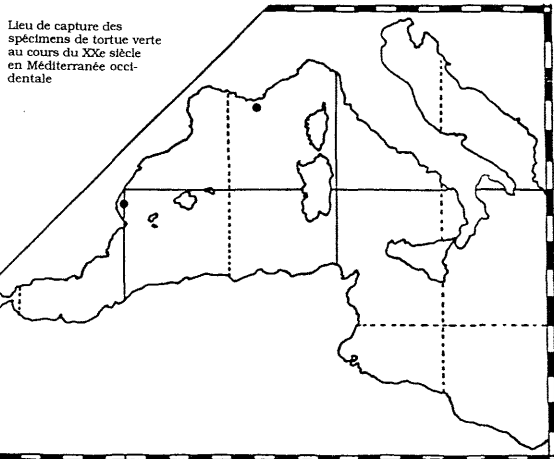 Lieu de capture des
spécimens de tortue verte
au cours du XXe siècle
en Méditerranée occi-
dentale